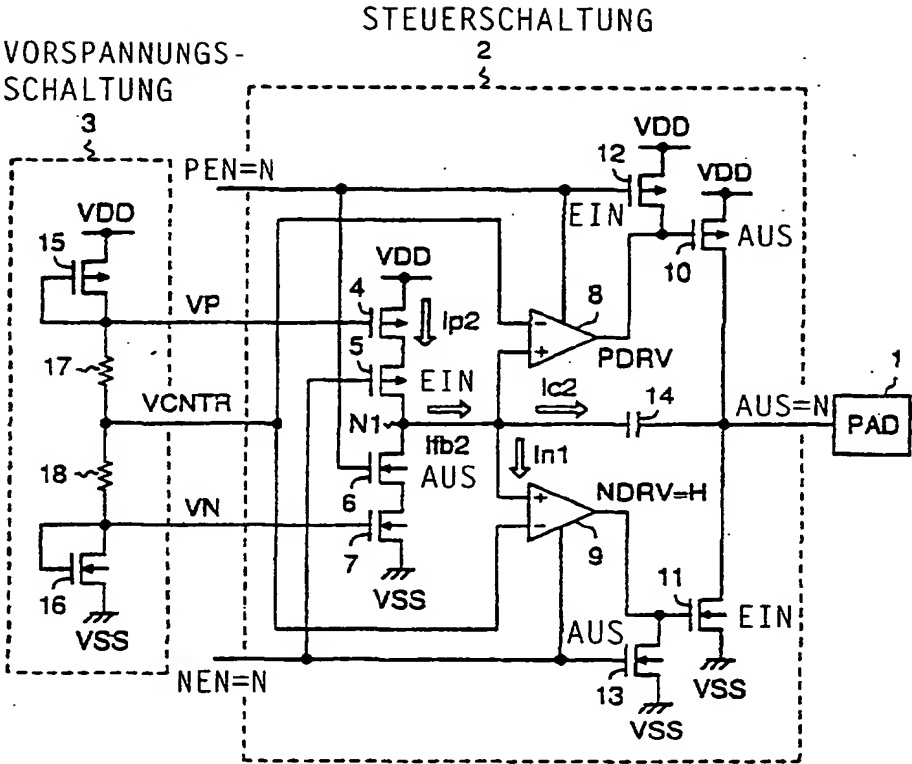 STEUERSCHALTUNG
2
VORSPANNUNGS-
SCHALTUNG
3
PEN=N
VDD
12
EIN
VDD
10
AUS
VDD
15
VP
VDD
4
Ip2
5
EIN
8
PDRV
17
VCNTR
N1
Ifb2
Ic2
14
AUS=N
1
PAD
In1
18
VN
6
AUS
7
VSS
NDRV=H
9
16
VSS
11
EIN
VSS
AUS
13
VSS
NEN=N